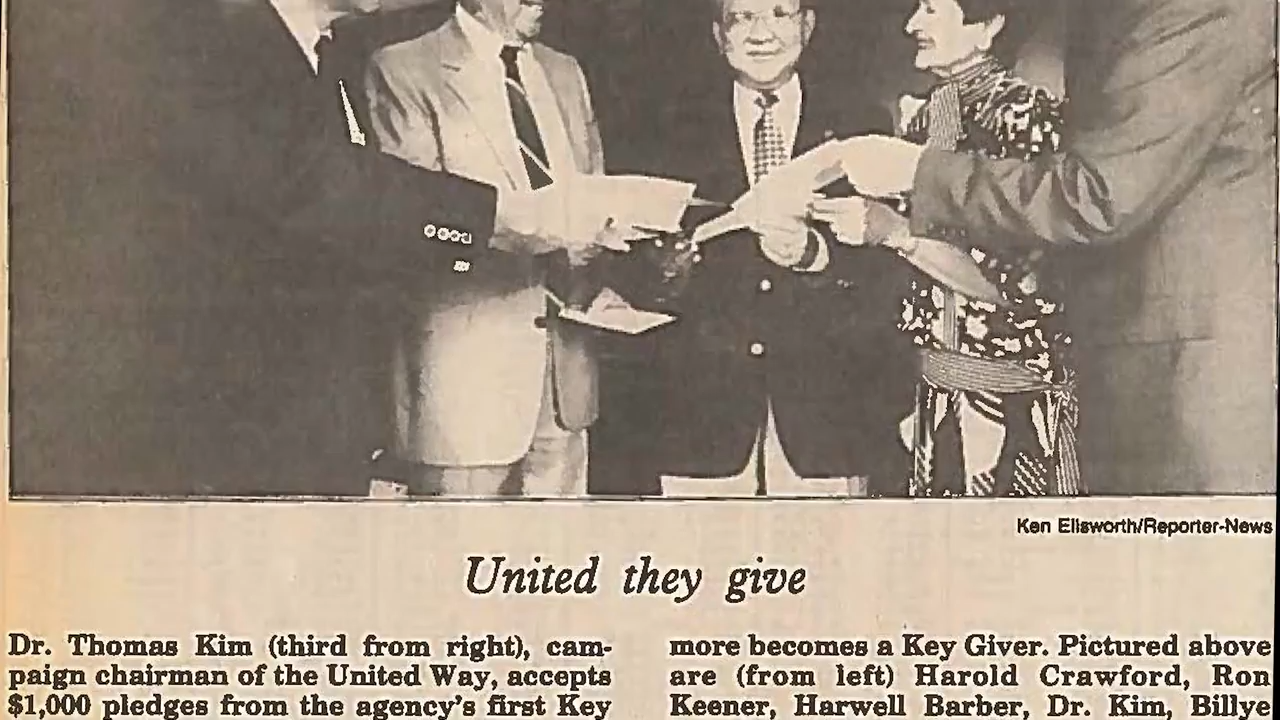 Ken Ellsworth/Reporter-News
United they give
Dr. Thomas Kim (third from right), cam-
paign chairman of the United Way, accepts
$1,000 pledges from the agency's first Key
more becomes a Key Giver. Pictured above
are (from left) Harold Crawford, Ron
Keener, Harwell Barber, Dr. Kim, Billye